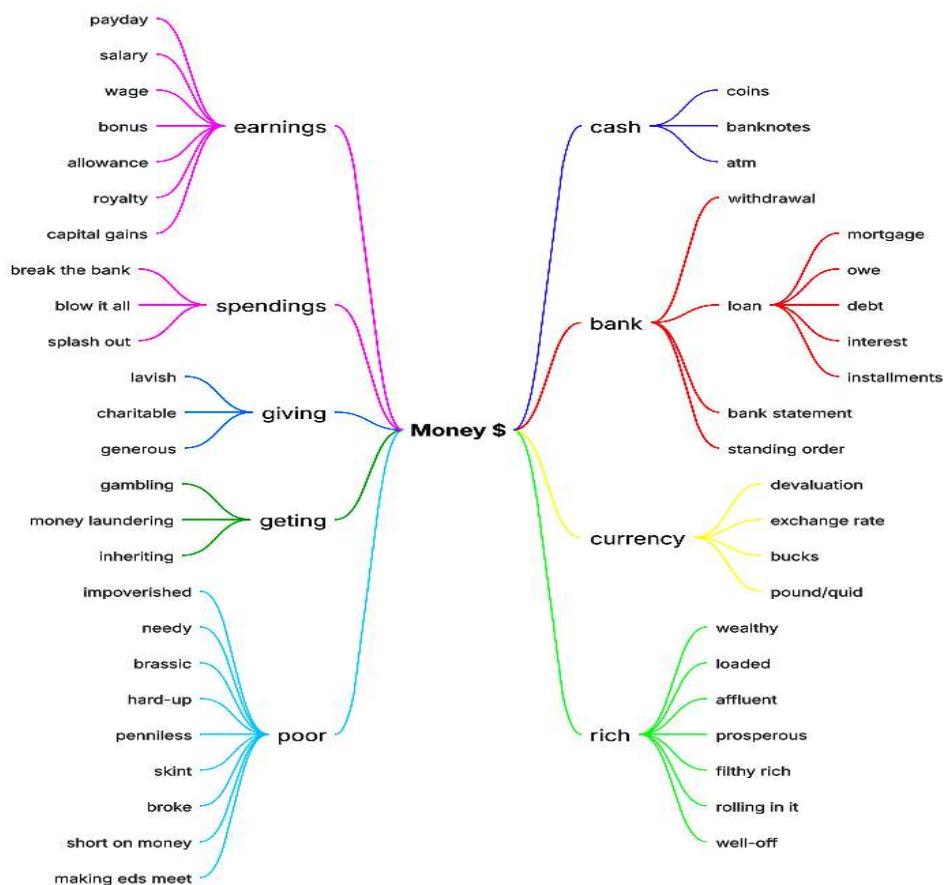 Money $
earnings
payday
salary
wage
bonus
allowance
royalty
capital gains
spendings
break the bank
blow it all
splash out
giving
lavish
charitable
generous
geting
gambling
money laundering
inheriting
poor
impoverished
needy
brassic
hard-up
penniless
skint
broke
short on money
making eds meet
cash
coins
banknotes
atm
bank
withdrawal
loan
mortgage
owe
debt
interest
installments
bank statement
standing order
currency
devaluation
exchange rate
bucks
pound/quid
rich
wealthy
loaded
affluent
prosperous
filthy rich
rolling in it
well-off